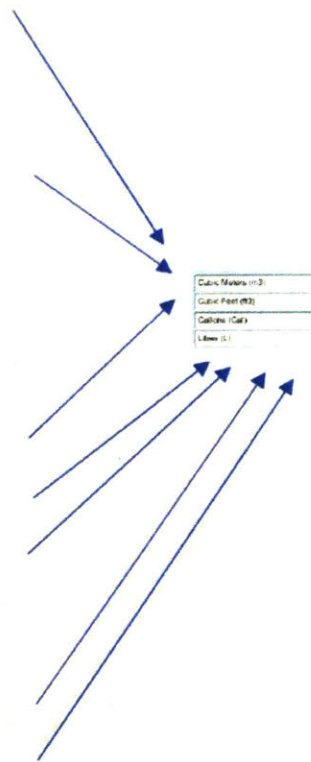 Cubic Meters (m3)
Cubic Feet (ft3)
Gallons (Gal)
Liters (L)